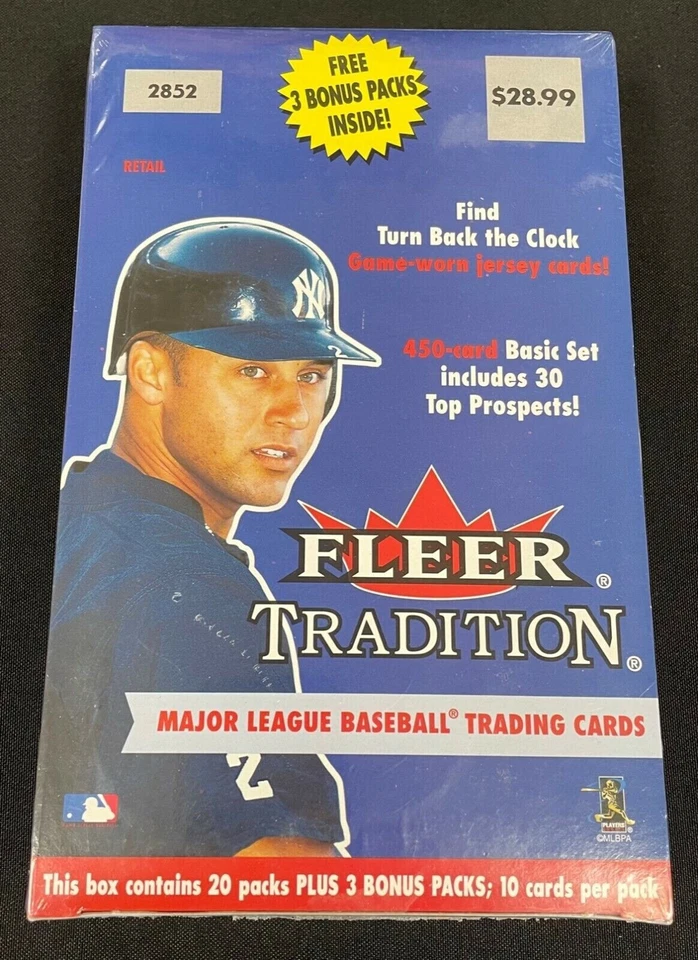 FREE
3 BONUS PACKS
INSIDE!
2852
$28.99
RETAIL
Find
Turn Back the Clock
Game-worn jersey cards!
450-card Basic Set
includes 30
Top Prospects!
NY
2
FLEER®
TRADITION®
MAJOR LEAGUE BASEBALL® TRADING CARDS
2
PLAYERS
©MLBPA
This box contains 20 packs PLUS 3 BONUS PACKS; 10 cards per pack